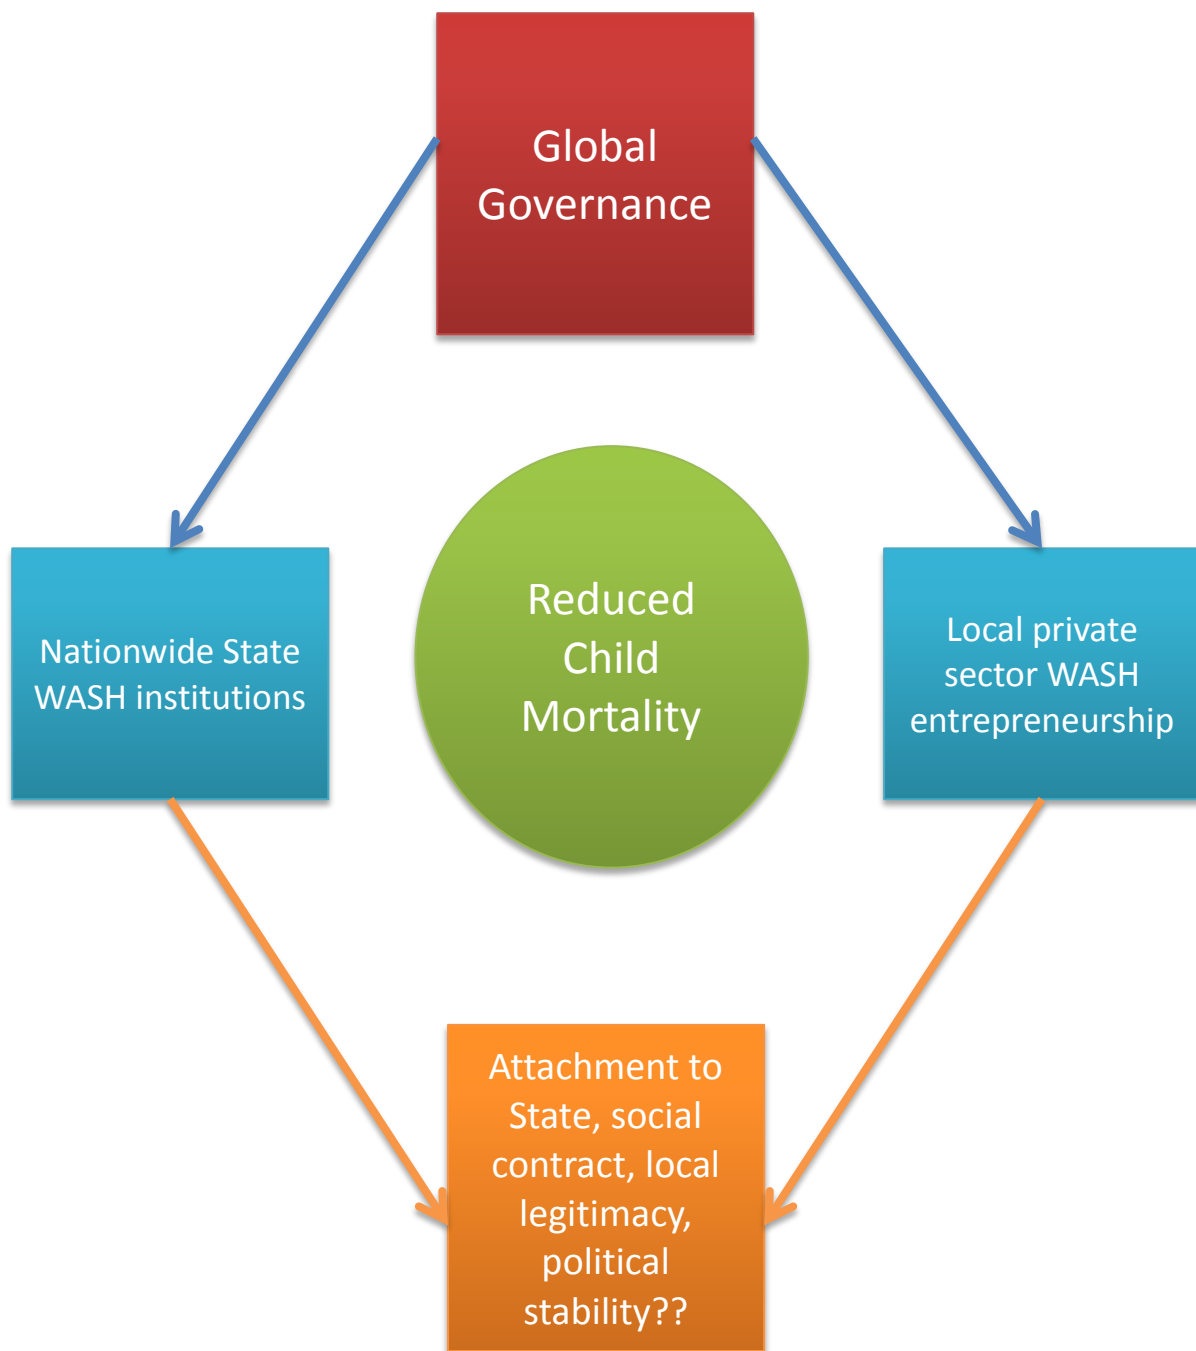 Global
Governance
Reduced
Child
Mortality
Nationwide State
WASH institutions
Local private
sector WASH
entrepreneurship
Attachment to
State, social
contract, local
legitimacy,
political
stability??